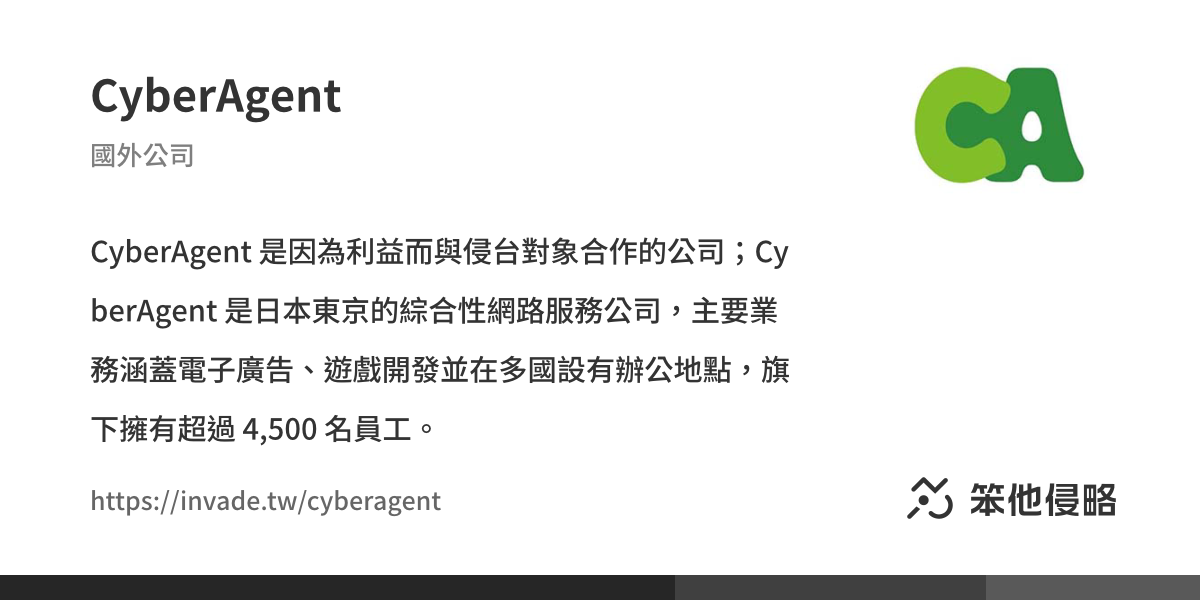 CyberAgent
CA
國外公司
CyberAgent 是因為利益而與侵台對象合作的公司；Cy
berAgent 是日本東京的綜合性網路服務公司，主要業
務涵蓋電子廣告、遊戲開發並在多國設有辦公地點，旗
下擁有超過 4,500 名員工。
https://invade.tw/cyberagent
笨他侵略